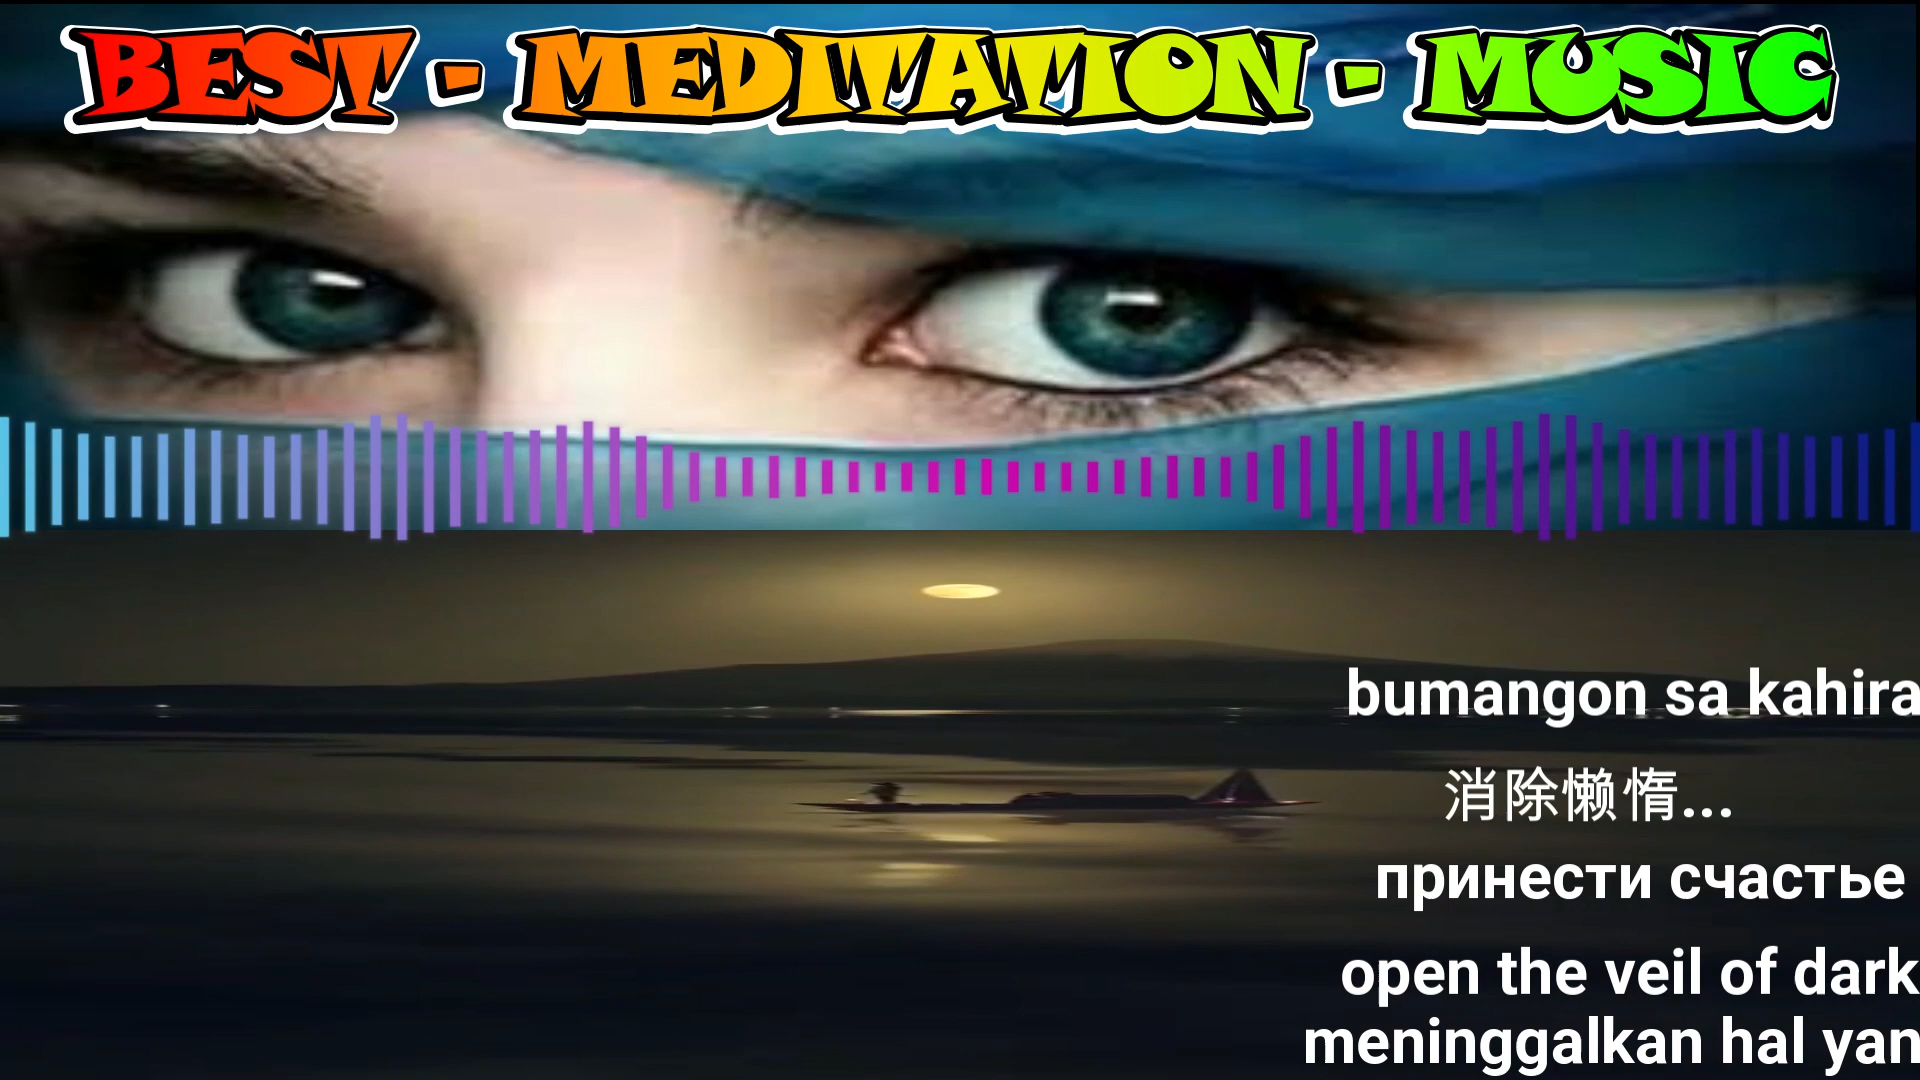 BEST - MEDITATION - MUSIC
bumangon sa kahira
消除懒惰...
принести счастье
open the veil of dark
meninggalkan hal yan